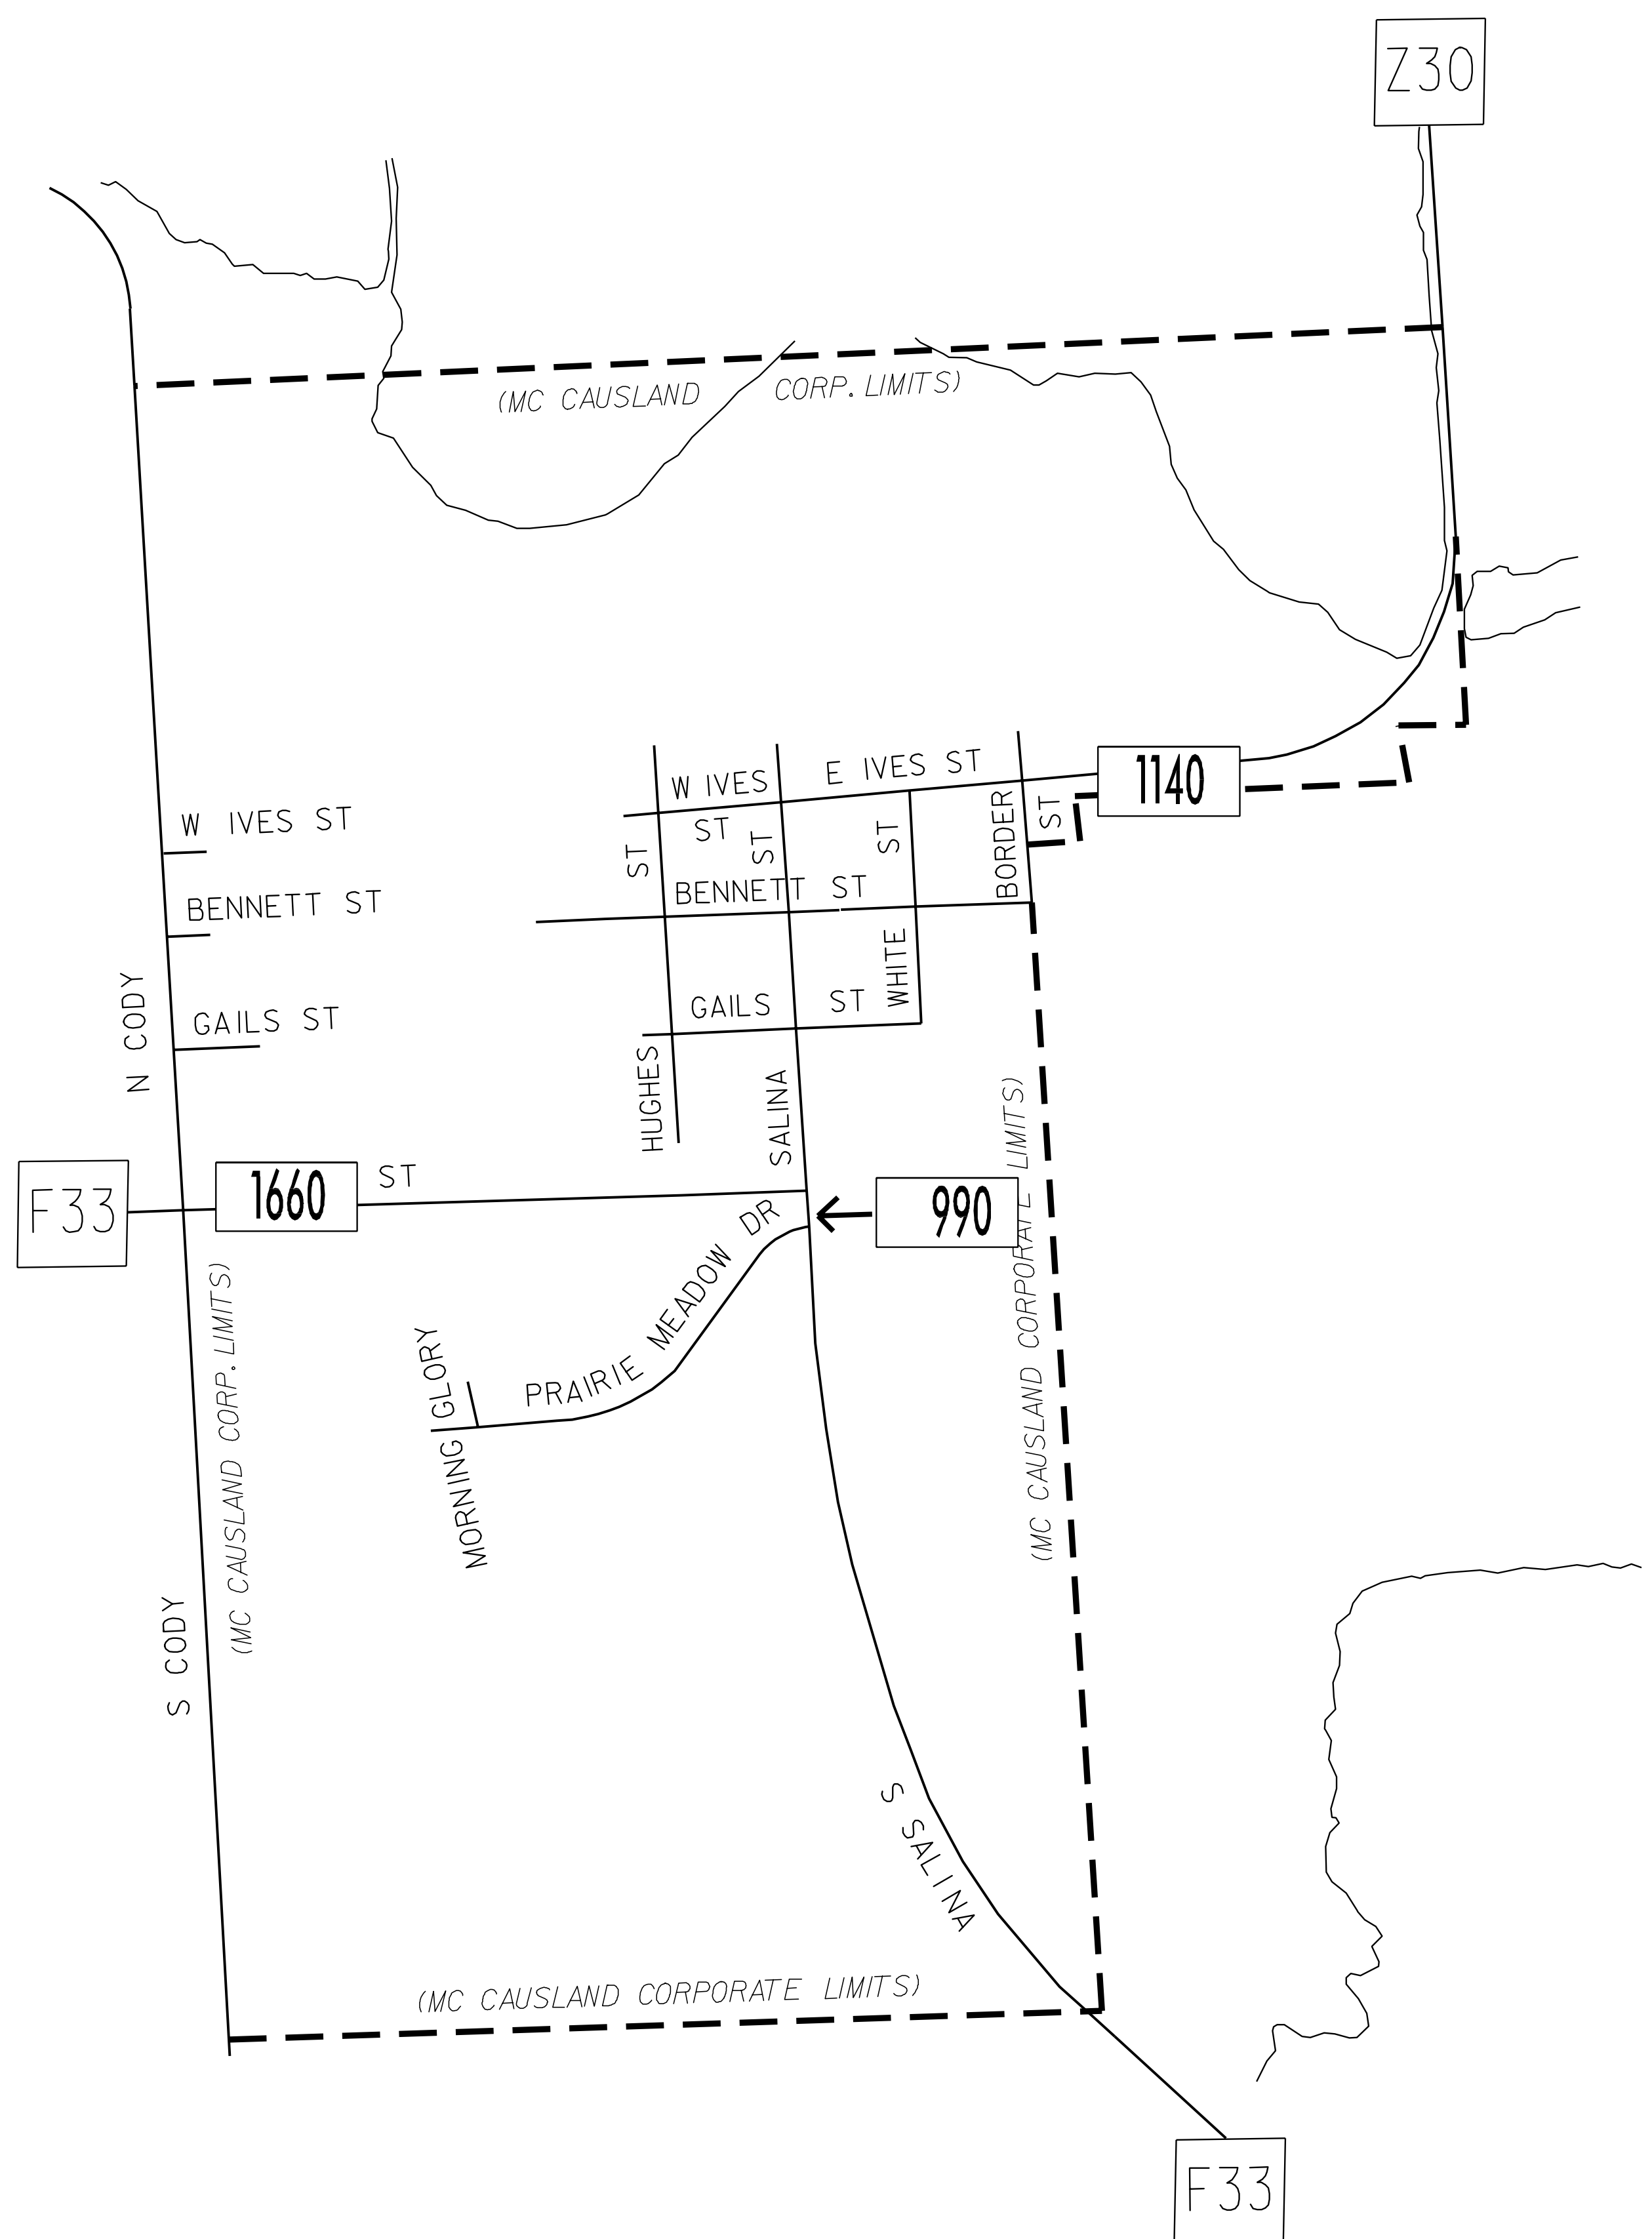 Z30
(MC CAUSLAND CORP. LIMITS)
W IVES ST
E IVES ST
1140
W IVES ST
ST
ST
ST
BORDER ST
BENNETT ST
BENNETT ST
WHITE
N CODY
GAILS ST
GAILS ST
HUGHES
SALINA
F33
1660
ST
990
(MC CAUSLAND CORPORATE LIMITS)
PRAIRIE MEADOW DR
MORNING GLORY
(MC CAUSLAND CORP. LIMITS)
S CODY
S SALINA
(MC CAUSLAND CORPORATE LIMITS)
F33